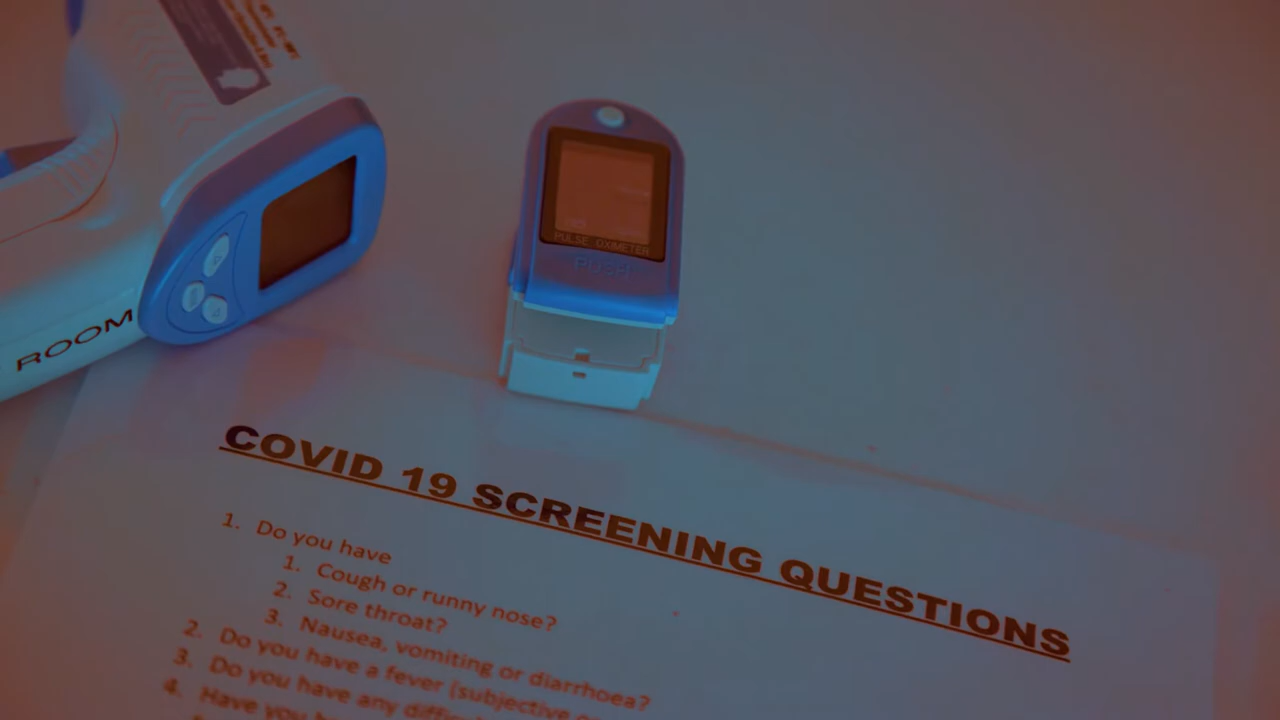 PULSE OXIMETER
PUSH
ROOM
COVID 19 SCREENING QUESTIONS
1. Do you have
1. Cough or runny nose?
2. Sore throat?
3. Nausea, vomiting or diarrhoea?
2. Do you have a fever (subjective
3. Do you have any
4. Have you